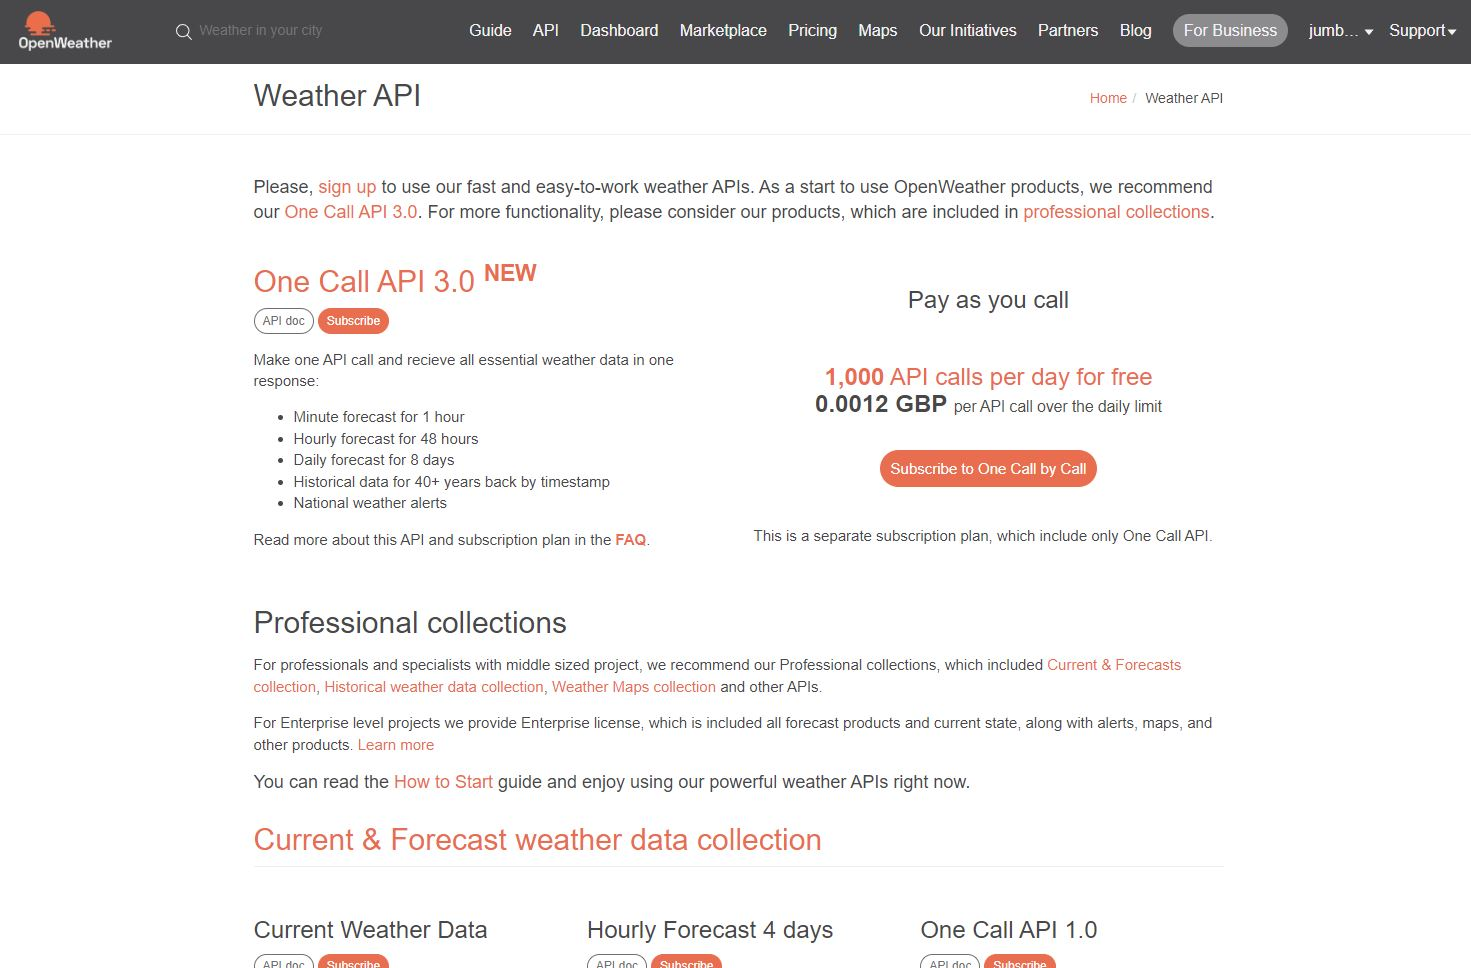 OpenWeather
Weather in your city
Guide API Dashboard Marketplace Pricing Maps Our Initiatives Partners Blog For Business jumb... Support
Weather API
Home / Weather API
Please, sign up to use our fast and easy-to-work weather APIs. As a start to use OpenWeather products, we recommend
our One Call API 3.0. For more functionality, please consider our products, which are included in professional collections.
One Call API 3.0 NEW
API doc Subscribe
Make one API call and recieve all essential weather data in one
response:
• Minute forecast for 1 hour
• Hourly forecast for 48 hours
• Daily forecast for 8 days
• Historical data for 40+ years back by timestamp
• National weather alerts
Read more about this API and subscription plan in the FAQ.
Pay as you call
1,000 API calls per day for free
0.0012 GBP per API call over the daily limit
Subscribe to One Call by Call
This is a separate subscription plan, which include only One Call API.
Professional collections
For professionals and specialists with middle sized project, we recommend our Professional collections, which included Current & Forecasts
collection, Historical weather data collection, Weather Maps collection and other APIs.
For Enterprise level projects we provide Enterprise license, which is included all forecast products and current state, along with alerts, maps, and
other products. Learn more
You can read the How to Start guide and enjoy using our powerful weather APIs right now.
Current & Forecast weather data collection
Current Weather Data
API doc Subscribe
Hourly Forecast 4 days
API doc Subscribe
One Call API 1.0
API doc Subscribe